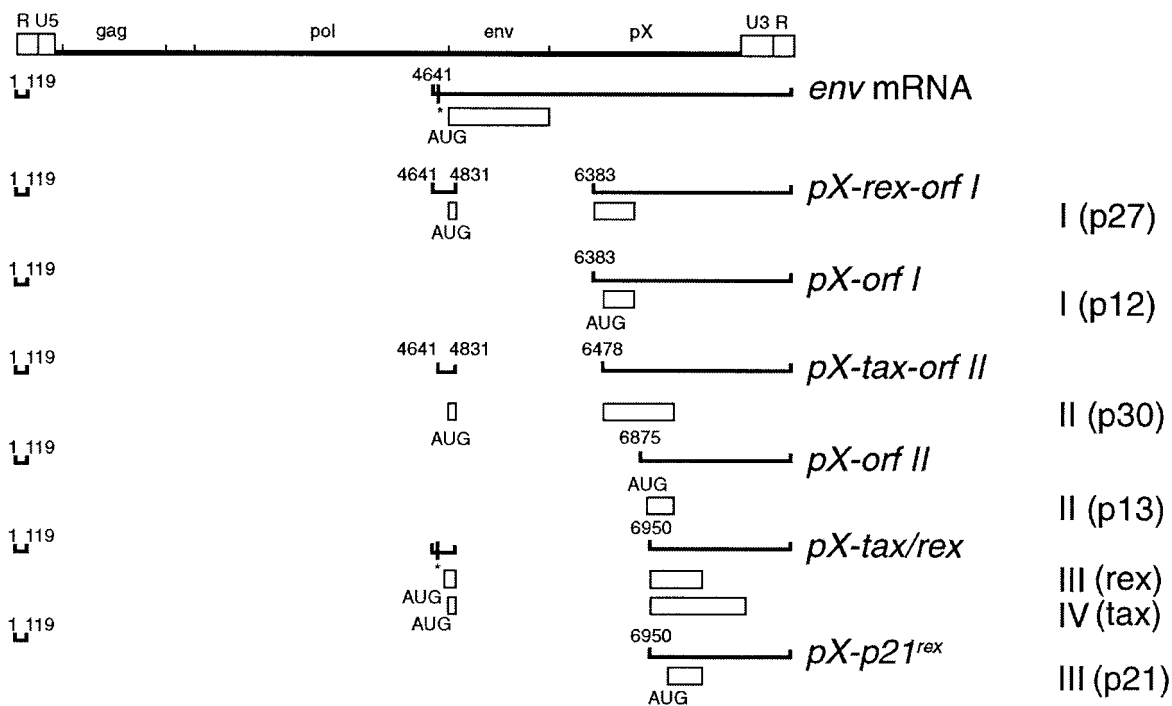 R U5 U3 R
gag pol env pX
1 119 4641 env mRNA
*
AUG
1 119 4641 4831 6383 pX-rex-orf I
AUG I (p27)
1 119 6383 pX-orf I
AUG I (p12)
1 119 4641 4831 6478 pX-tax-orf II
AUG II (p30)
1 119 6875 pX-orf II
AUG II (p13)
1 119 6950 pX-tax/rex
*
AUG III (rex)
AUG IV (tax)
1 119 6950 pX-p21rex
AUG III (p21)